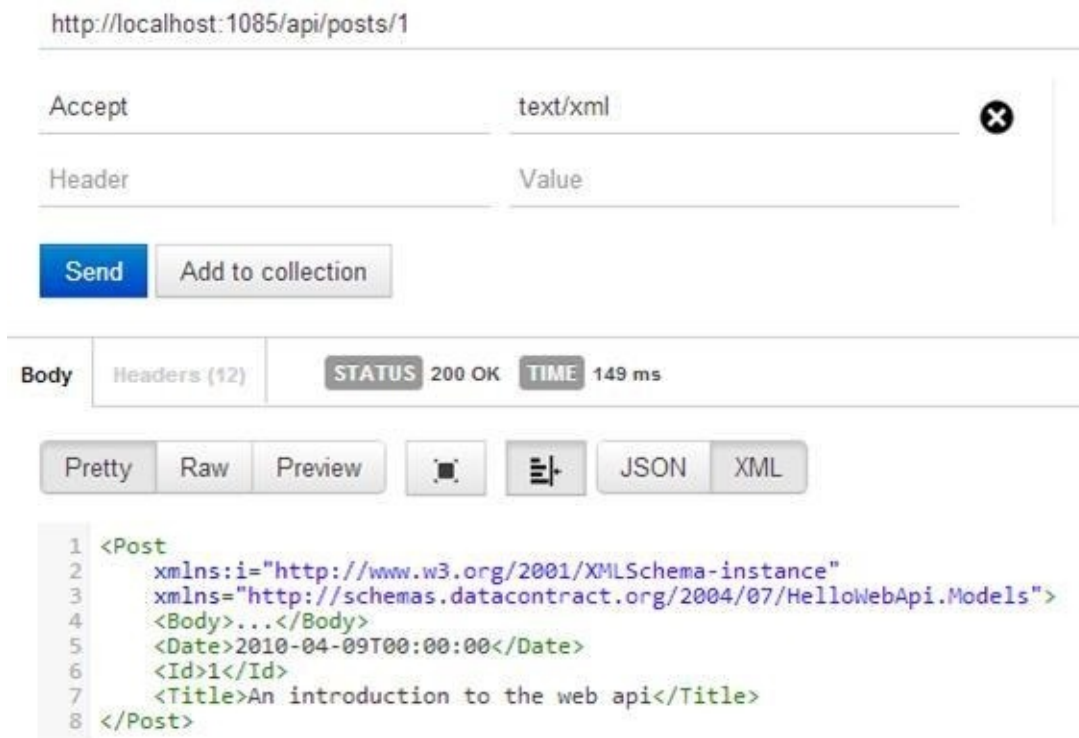 http://localhost:1085/api/posts/1
Accept text/xml
Header Value
Send Add to collection
Body Headers (12) STATUS 200 OK TIME 149 ms
Pretty Raw Preview JSON XML
1 <Post
2 xmlns:i="http://www.w3.org/2001/XMLSchema-instance"
3 xmlns="http://schemas.datacontract.org/2004/07/HelloWebApi.Models">
4 <Body>...</Body>
5 <Date>2010-04-09T00:00:00</Date>
6 <Id>1</Id>
7 <Title>An introduction to the web api</Title>
8 </Post>